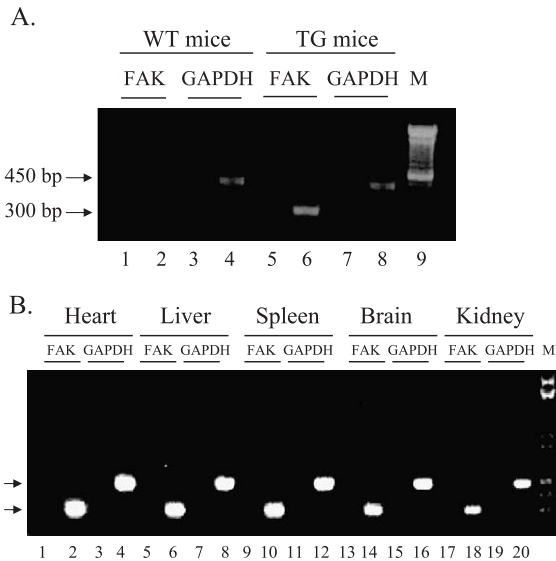 A.
WT mice TG mice
FAK GAPDH FAK GAPDH M
450 bp
300 bp
1 2 3 4 5 6 7 8 9
B.
Heart Liver Spleen Brain Kidney
FAK GAPDH FAK GAPDH FAK GAPDH FAK GAPDH FAK GAPDH M
1 2 3 4 5 6 7 8 9 10 11 12 13 14 15 16 17 18 19 20